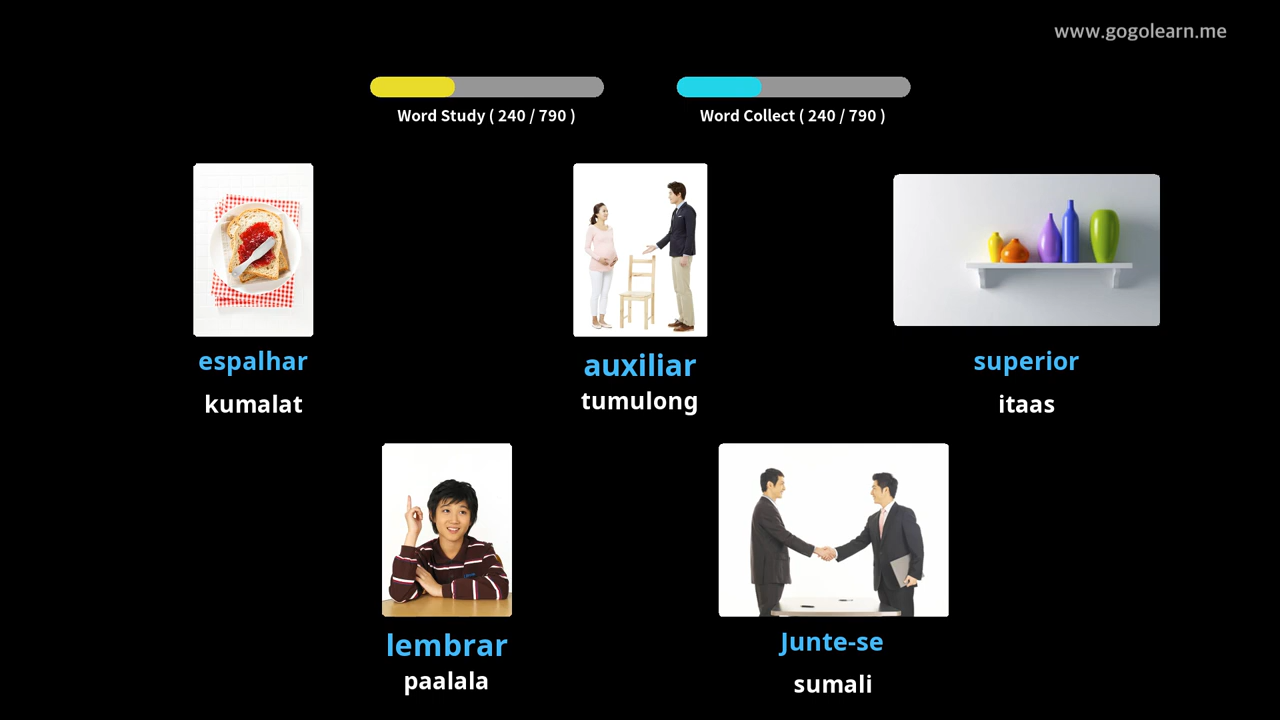 www.gogolearn.me
Word Study ( 240 / 790 )
Word Collect ( 240 / 790 )
espalhar
kumalat
auxiliar
tumulong
superior
itaas
lembrar
paalala
Junte-se
sumali